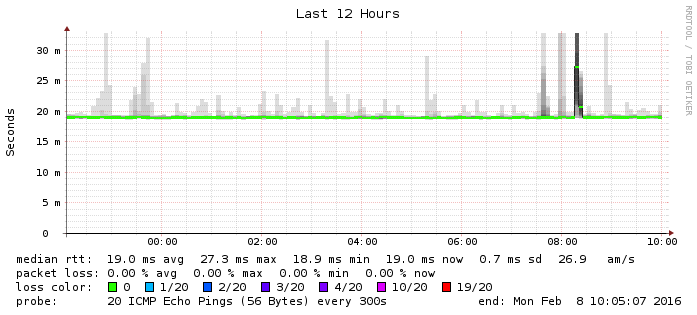 Last 12 Hours
RRDTOOL / TOBI OETIKER
Seconds
30 m
25 m
20 m
15 m
10 m
5 m
0
00:00 02:00 04:00 06:00 08:00 10:00
median rtt: 19.0 ms avg 27.3 ms max 18.9 ms min 19.0 ms now 0.7 ms sd 26.9 am/s
packet loss: 0.00 % avg 0.00 % max 0.00 % min 0.00 % now
loss color: 0 1/20 2/20 3/20 4/20 10/20 19/20
probe: 20 ICMP Echo Pings (56 Bytes) every 300s end: Mon Feb 8 10:05:07 2016